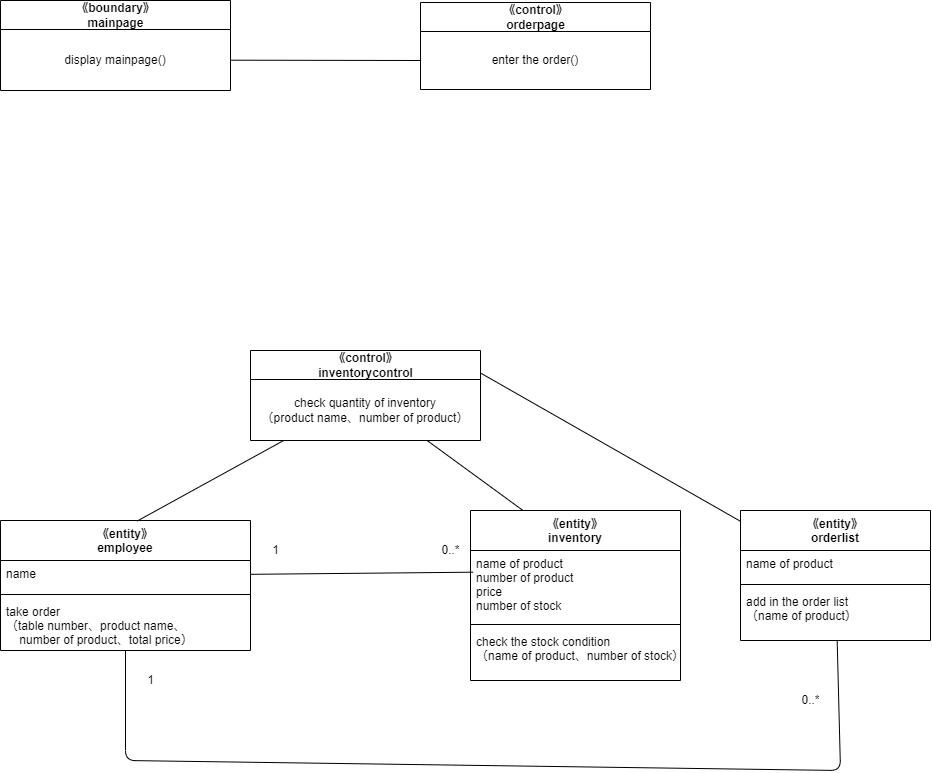 《boundary》
mainpage
display mainpage()
《control》
orderpage
enter the order()
《control》
inventorycontrol
check quantity of inventory
（product name、number of product）
《entity》
employee
name
take order
（table number、product name、
number of product、total price）
1
0..*
《entity》
inventory
name of product
number of product
price
number of stock
check the stock condition
（name of product、number of stock）
《entity》
orderlist
name of product
add in the order list
（name of product）
1
0..*